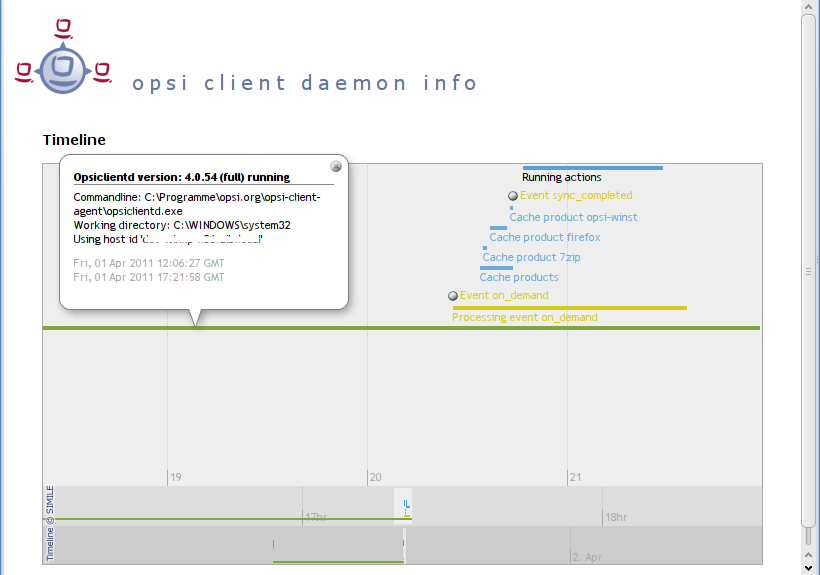 opsi client daemon info
Timeline
Opsiclientd version: 4.0.54 (full) running
Commandline: C:\Programme\opsi.org\opsi-client-
agent\opsiclientd.exe
Working directory: C:\WINDOWS\system32
Using host id '
Fri, 01 Apr 2011 12:06:27 GMT
Fri, 01 Apr 2011 17:21:58 GMT
Running actions
Event sync_completed
Cache product opsi-winst
Cache product firefox
Cache product 7zip
Cache products
Event on_demand
Processing event on_demand
19
20
21
17hr
18hr
2. Apr
Timeline © SIMILE